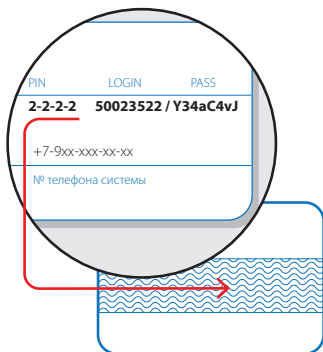 PIN LOGIN PASS
2-2-2-2 50023522 / Y34aC4vJ
+7-9xx-xxx-xx-xx
№ телефона системы